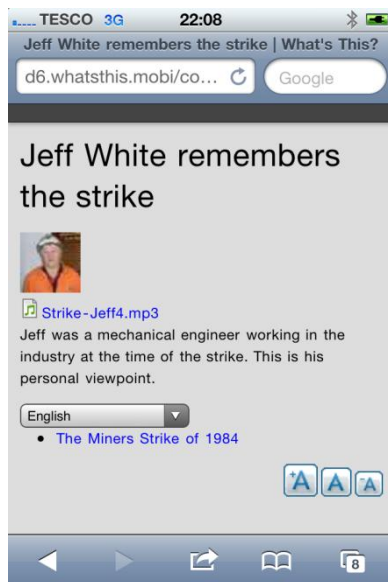 TESCO 3G 22:08
Jeff White remembers the strike | What's This?
d6.whatsthis.mobi/co... Google
Jeff White remembers
the strike
Strike-Jeff4.mp3
Jeff was a mechanical engineer working in the
industry at the time of the strike. This is his
personal viewpoint.
English
The Miners Strike of 1984
+A A -A
8